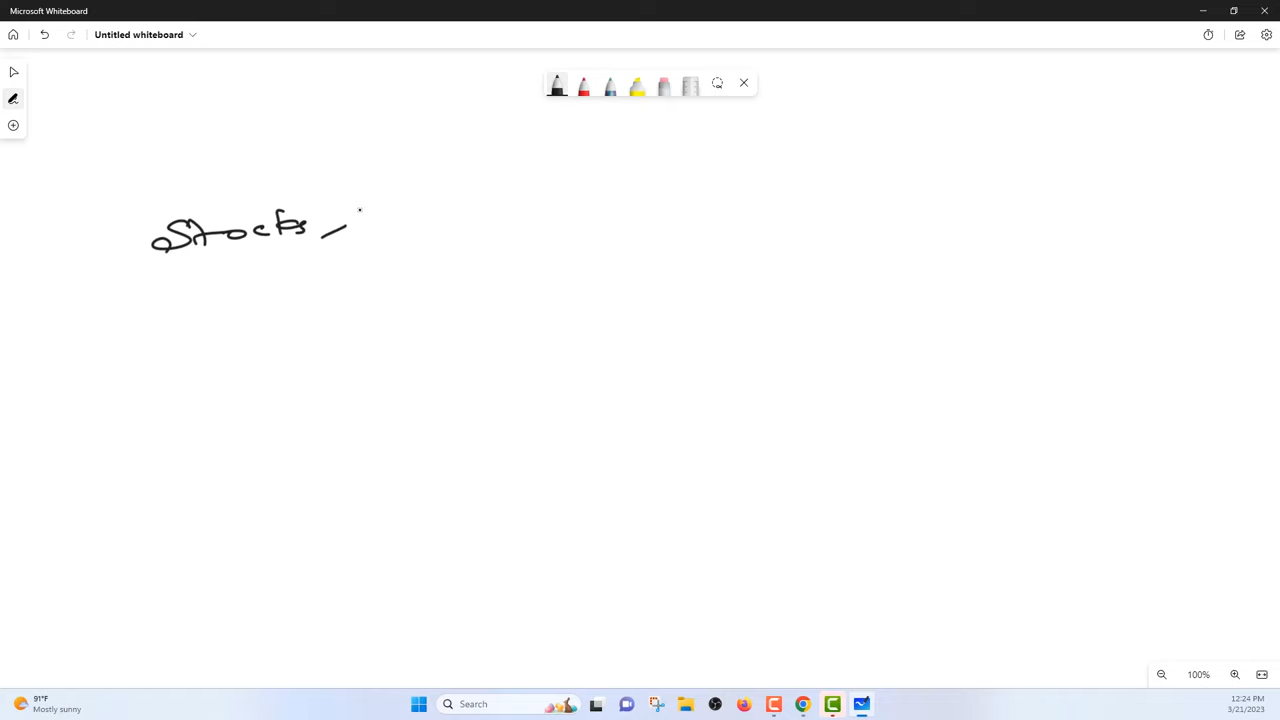 Microsoft Whiteboard
Untitled whiteboard
Stocks -
100%
91°F
Mostly sunny
Search
12:24 PM
3/21/2023